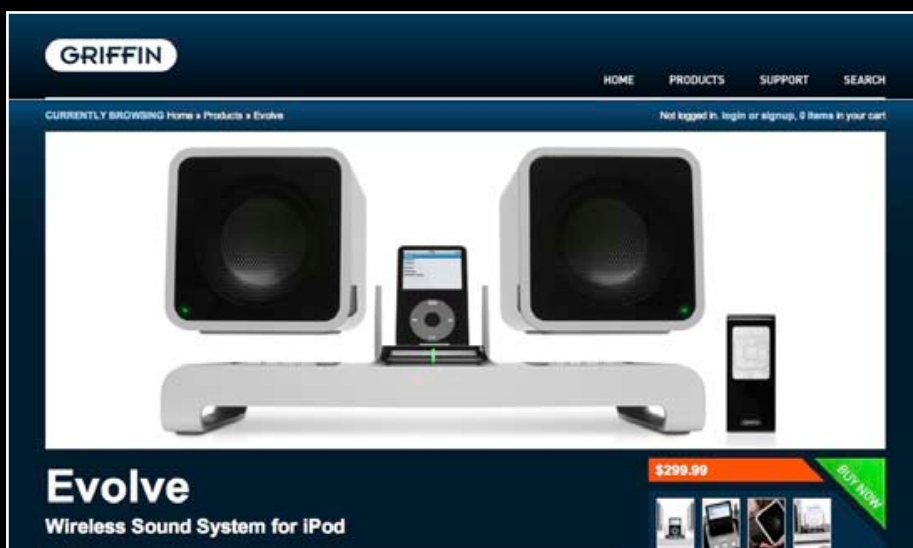 GRIFFIN
HOME PRODUCTS SUPPORT SEARCH
CURRENTLY BROWSING Home » Products » Evolve
Not logged in. login or signup, 0 items in your cart
Evolve
Wireless Sound System for iPod
$299.99
BUY NOW